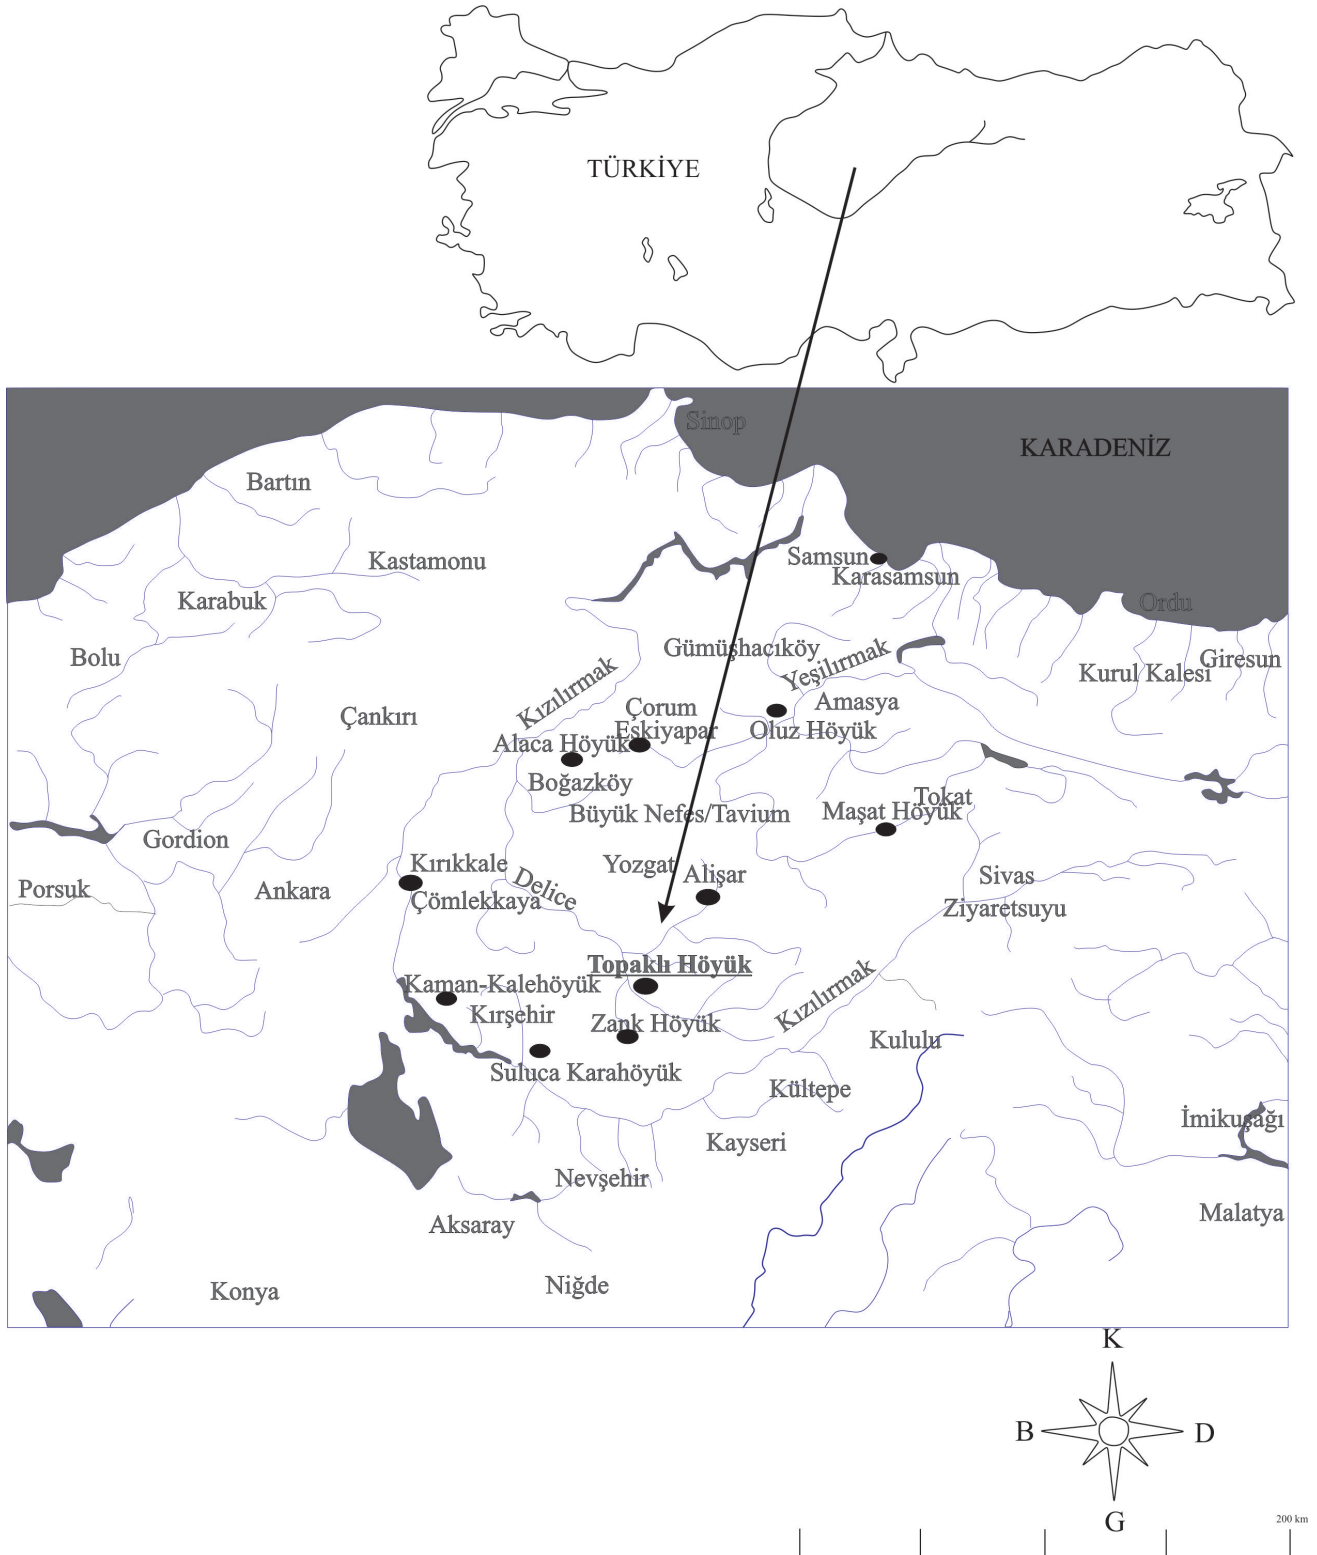 TÜRKİYE
Sinop
KARADENİZ
Bartın
Kastamonu
Samsun
Karasamsun
Karabuk
Ordu
Bolu
Gümüşhacıköy
Yeşilırmak
Kurul Kalesi
Giresun
Kızılırmak
Çankırı
Çorum
Amasya
Eskiyapar
Oluz Höyük
Alaca Höyük
Boğazköy
Büyük Nefes/Tavium
Tokat
Maşat Höyük
Gordion
Kırıkkale
Yozgat
Alişar
Sivas
Porsuk
Ankara
Delice
Çömlekkaya
Ziyaretsuyu
Topaklı Höyük
Kaman-Kalehöyük
Kızılırmak
Kırşehir
Zank Höyük
Kululu
Suluca Karahöyük
Kültepe
İmikuşağı
Kayseri
Nevşehir
Aksaray
Malatya
Niğde
Konya
K
B
D
G
200 km